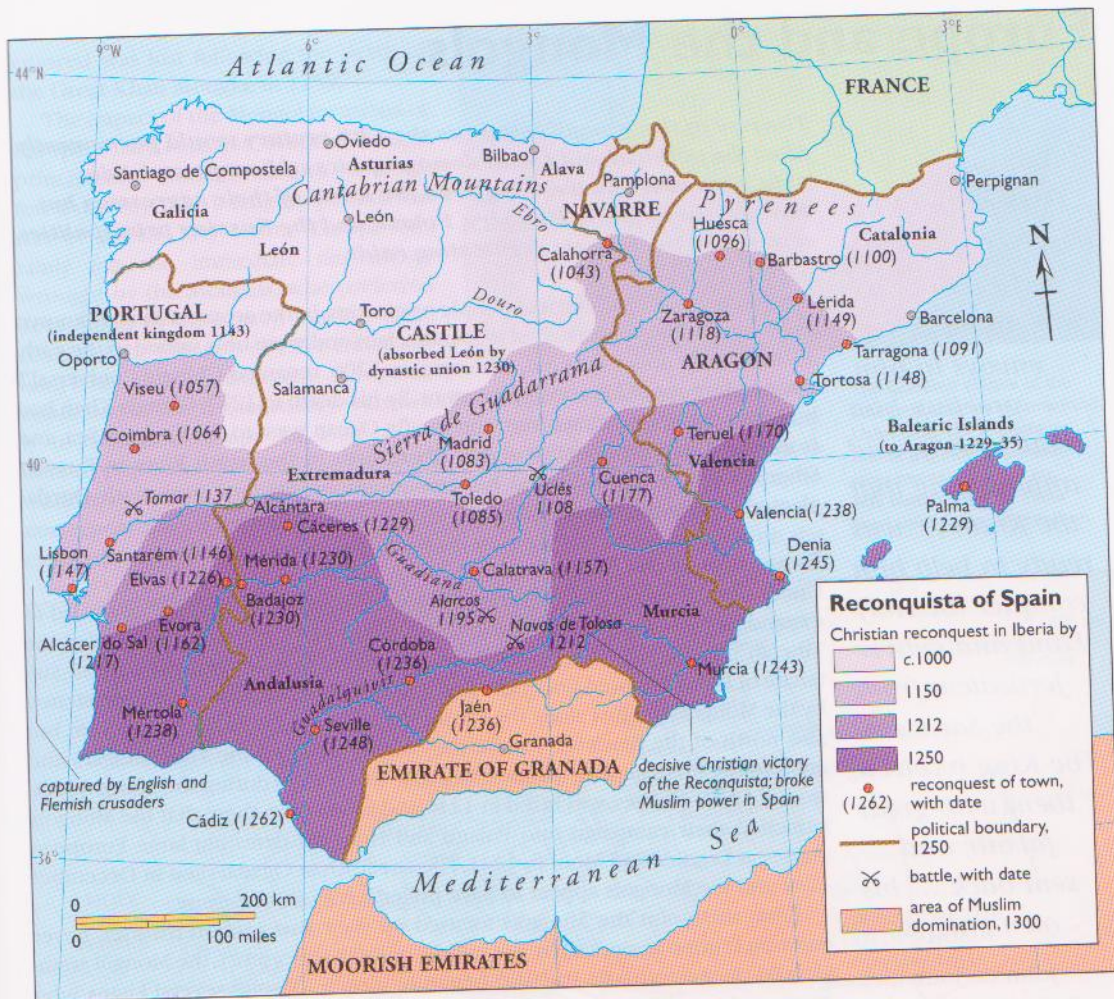 9°W
6°
3°
0°
3°E
44°N
Atlantic Ocean
FRANCE
Oviedo
Asturias
Bilbao
Alava
Santiago de Compostela
Cantabrian Mountains
Pamplona
Perpignan
NAVARRE
Pyrenees
Galicia
León
Ebro
Huesca
(1096)
Catalonia
León
Calahorra
(1043)
Barbastro (1100)
N
PORTUGAL
(independent kingdom 1143)
Toro
Douro
Zaragoza
(1118)
Lérida
(1149)
Barcelona
CASTILE
(absorbed León by
dynastic union 1230)
Oporto
ARAGON
Tarragona (1091)
Salamanca
Tortosa (1148)
Viseu (1057)
Sierra de Guadarrama
Coimbra (1064)
Madrid
(1083)
Teruel (1170)
Balearic Islands
(to Aragon 1229–35)
40°
Extremadura
Valencia
Toledo
(1085)
Uclés
1108
Cuenca
(1177)
Tomar 1137
Alcántara
Palma
(1229)
Cáceres (1229)
Valencia(1238)
Lisbon
(1147)
Santarém (1146)
Mérida (1230)
Guadiana
Denia
(1245)
Elvas (1226)
Calatrava (1157)
Badajoz
(1230)
Alarcos
1195
Murcia
Evora
(1162)
Navas de Tolosa
1212
Alcácer do Sal
(1217)
Córdoba
(1236)
Murcia (1243)
Andalusia
Guadalquivir
Mértola
(1238)
Jaén
(1236)
Seville
(1248)
Granada
EMIRATE OF GRANADA
captured by English and
Flemish crusaders
decisive Christian victory
of the Reconquista; broke
Muslim power in Spain
Cádiz (1262)
36°
Mediterranean Sea
0
200 km
0
100 miles
MOORISH EMIRATES
Reconquista of Spain
Christian reconquest in Iberia by
c.1000
1150
1212
1250
(1262)
reconquest of town,
with date
political boundary,
1250
battle, with date
area of Muslim
domination, 1300